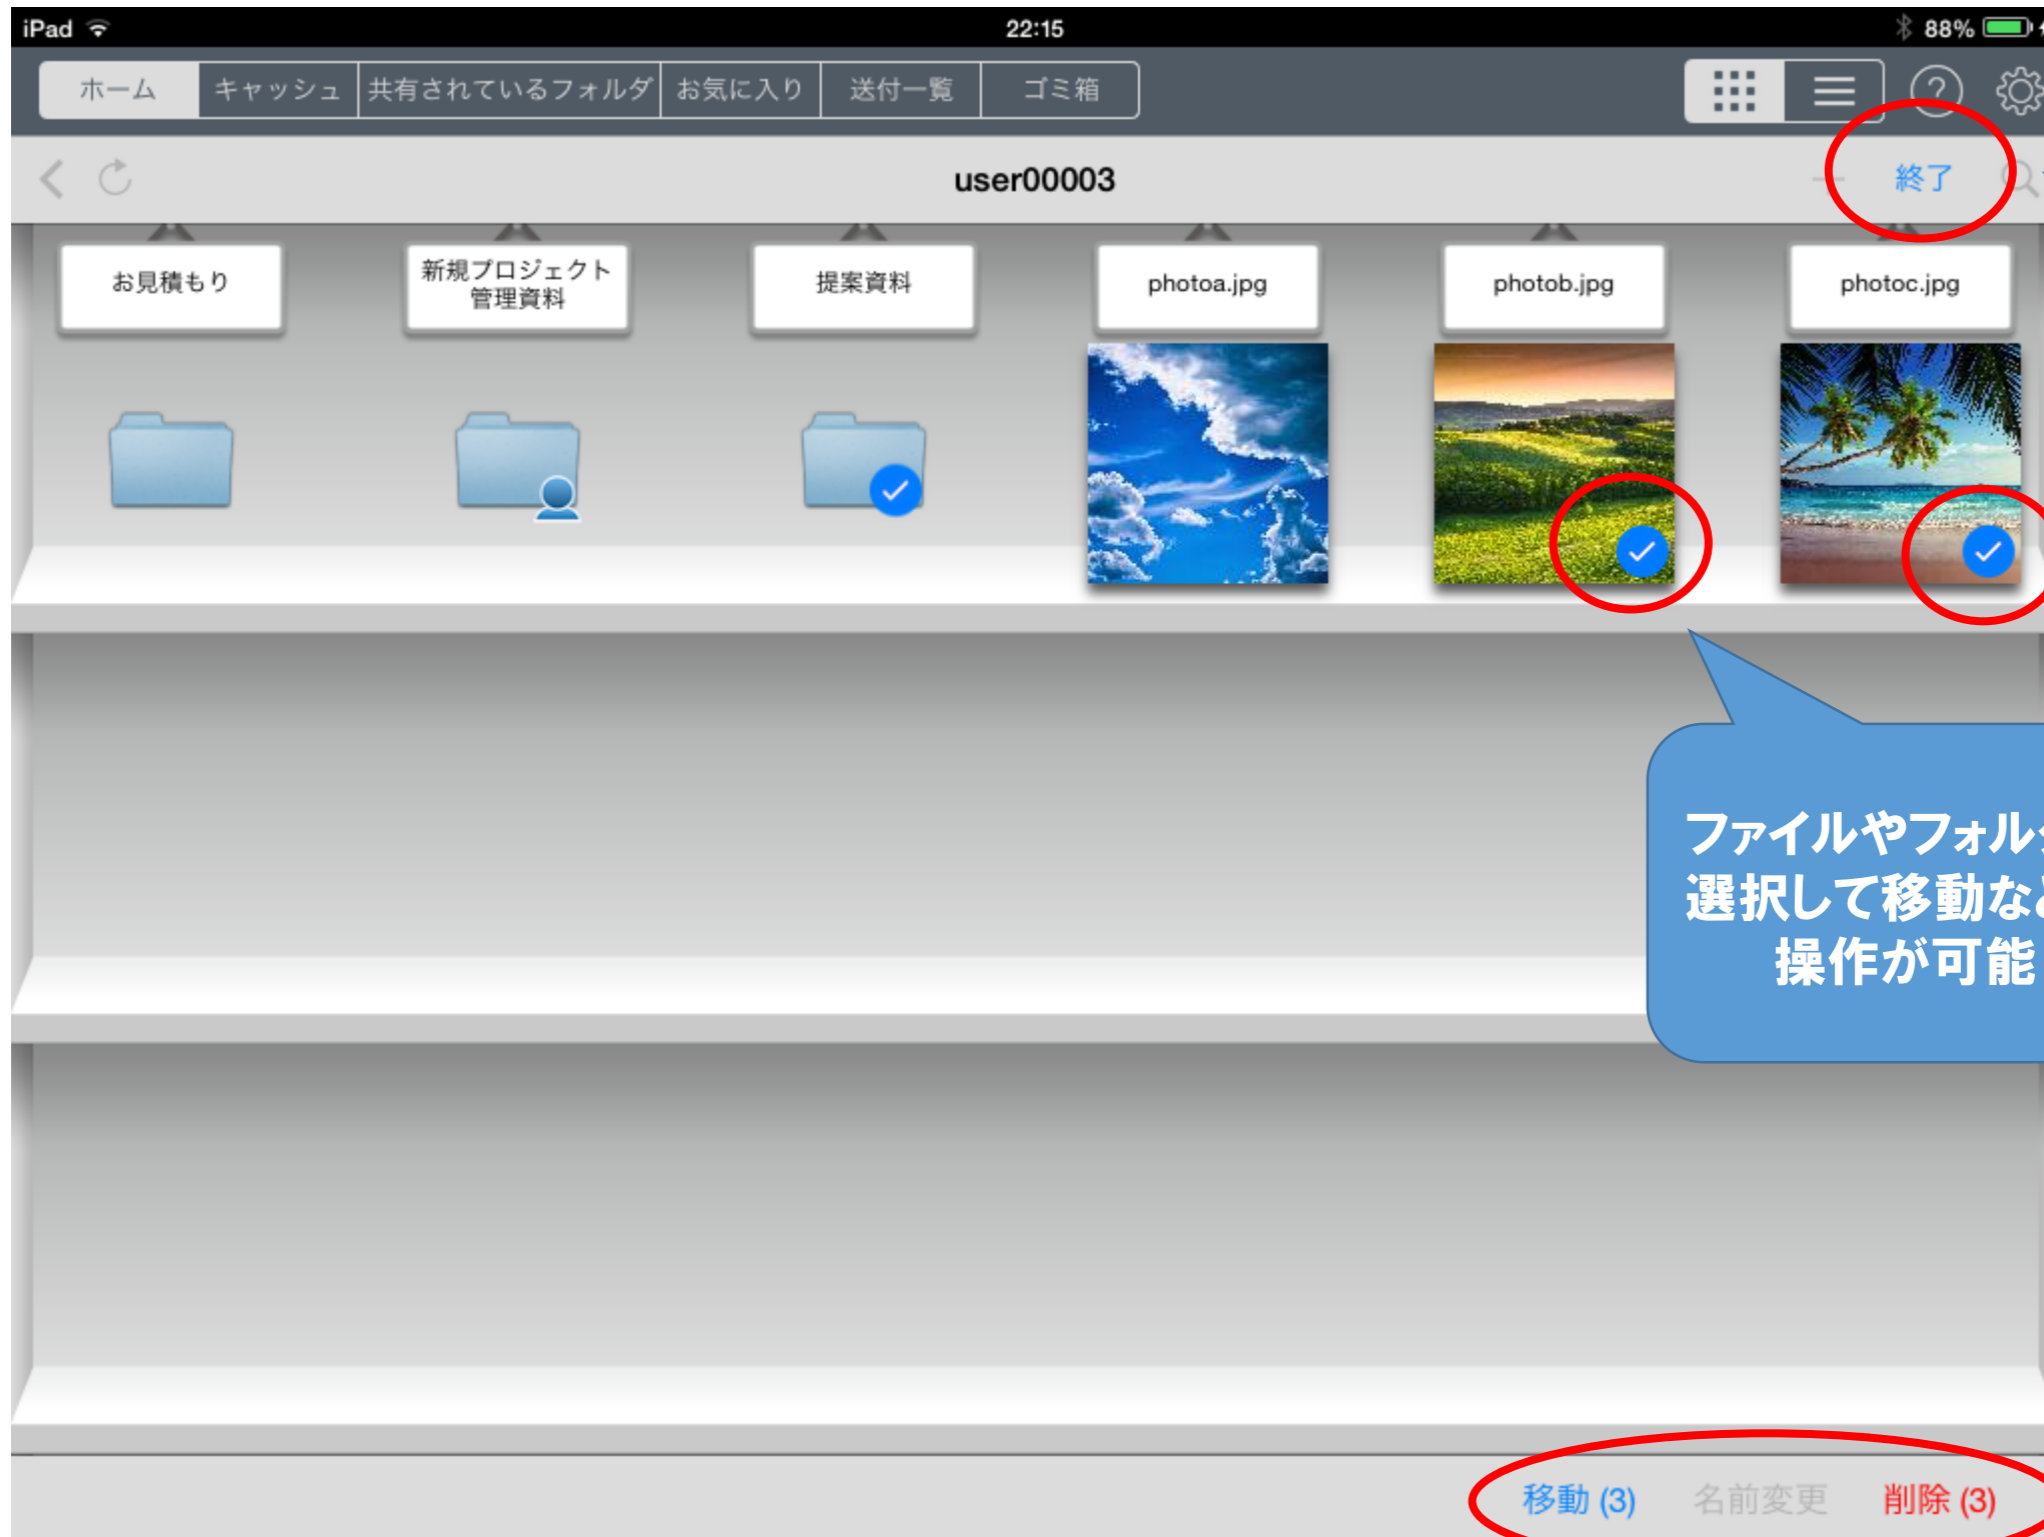 iPad
22:15
88%
ホーム
キャッシュ
共有されているフォルダ
お気に入り
送付一覧
ゴミ箱
?
user00003
終了
お見積もり
新規プロジェクト
管理資料
提案資料
photoa.jpg
photob.jpg
photoc.jpg
ファイルやフォル
選択して移動な
操作が可能
移動 (3)
名前変更
削除 (3)